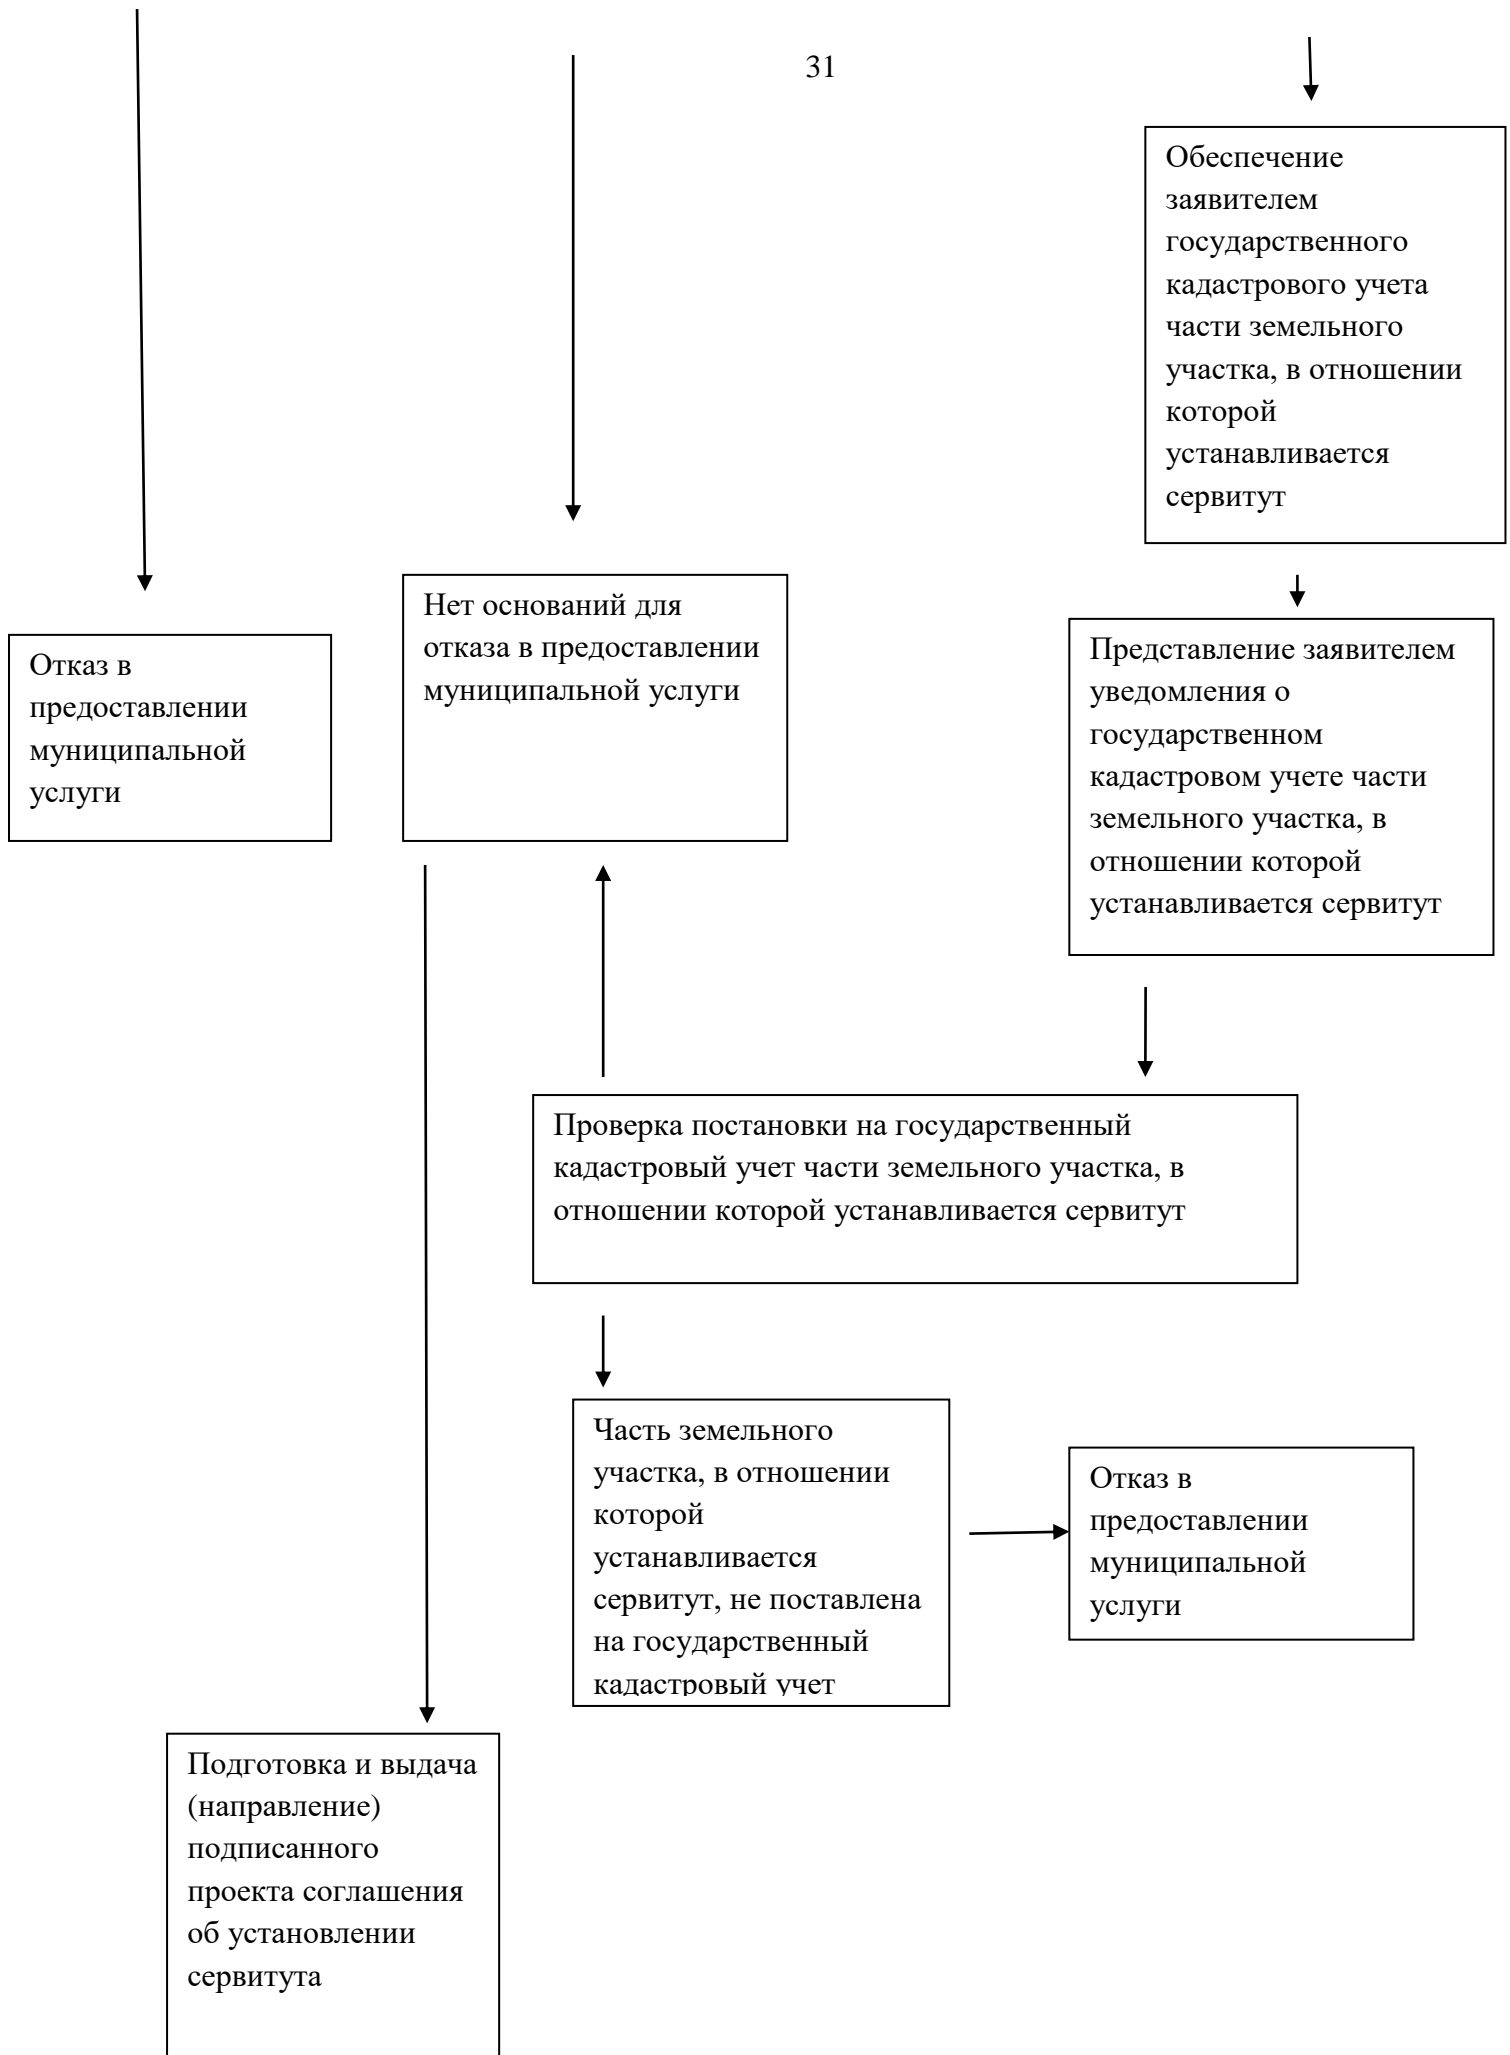 31
Обеспечение
заявителем
государственного
кадастрового учета
части земельного
участка, в отношении
которой
устанавливается
сервитут
Нет оснований для
отказа в предоставлении
муниципальной услуги
Отказ в
предоставлении
муниципальной
услуги
Представление заявителем
уведомления о
государственном
кадастровом учете части
земельного участка, в
отношении которой
устанавливается сервитут
Проверка постановки на государственный
кадастровый учет части земельного участка, в
отношении которой устанавливается сервитут
Часть земельного
участка, в отношении
которой
устанавливается
сервитут, не поставлена
на государственный
кадастровый учет
Отказ в
предоставлении
муниципальной
услуги
Подготовка и выдача
(направление)
подписанного
проекта соглашения
об установлении
сервитута